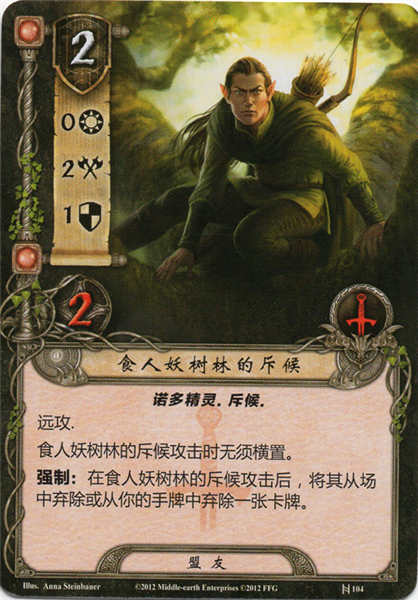 2
0
2
1
2
食人妖树林的斥候
诺多精灵. 斥候.
远攻.
食人妖树林的斥候攻击时无须横置。
强制：在食人妖树林的斥候攻击后，将其从场
中弃除或从你的手牌中弃除一张卡牌。
盟友
Illus. Anna Steinbauer ©2012 Middle-earth Enterprises ©2012 FFG 104